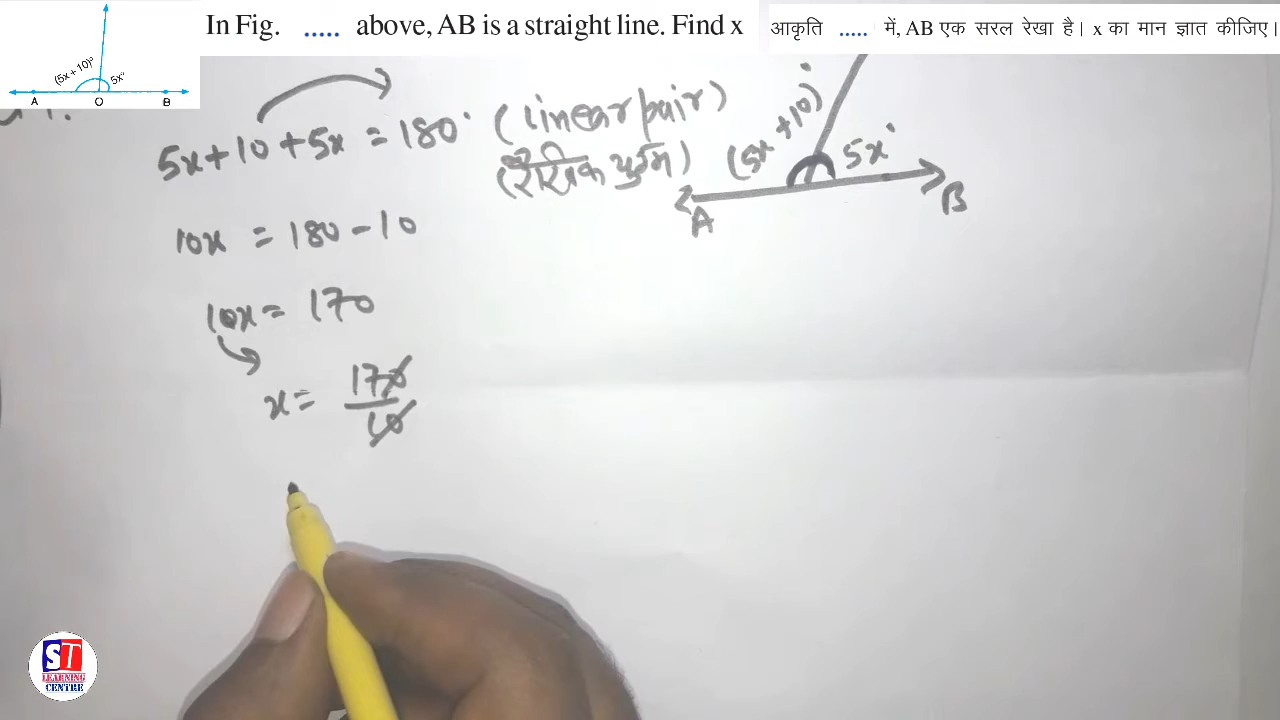 In Fig. ..... above, AB is a straight line. Find x
आकृति ..... में, AB एक सरल रेखा है। x का मान ज्ञात कीजिए।
(5x+10)° 5x°
A O B
5x+10+5x = 180° (linear pair)
(रैखिक युग्म)
10x = 180-10
10x = 170
x = 170/10
(5x+10)° 5x°
A B
ST
LEARNING
CENTRE